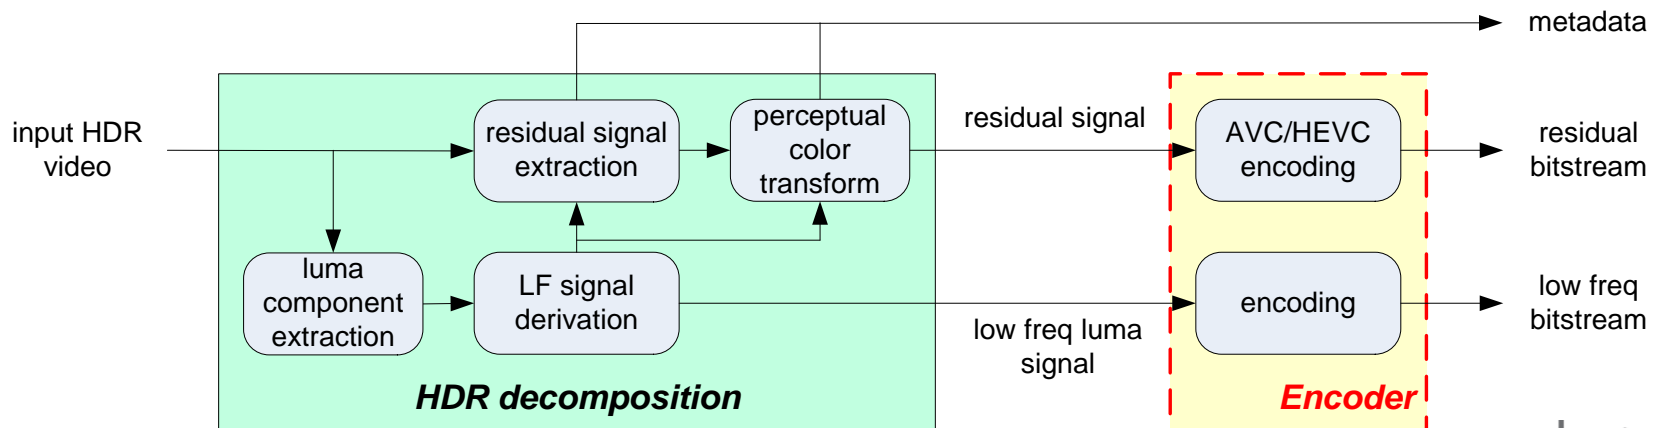 metadata
input HDR
video
residual signal
extraction
perceptual
color
transform
residual signal
AVC/HEVC
encoding
residual
bitstream
luma
component
extraction
LF signal
derivation
low freq luma
signal
encoding
low freq
bitstream
HDR decomposition
Encoder